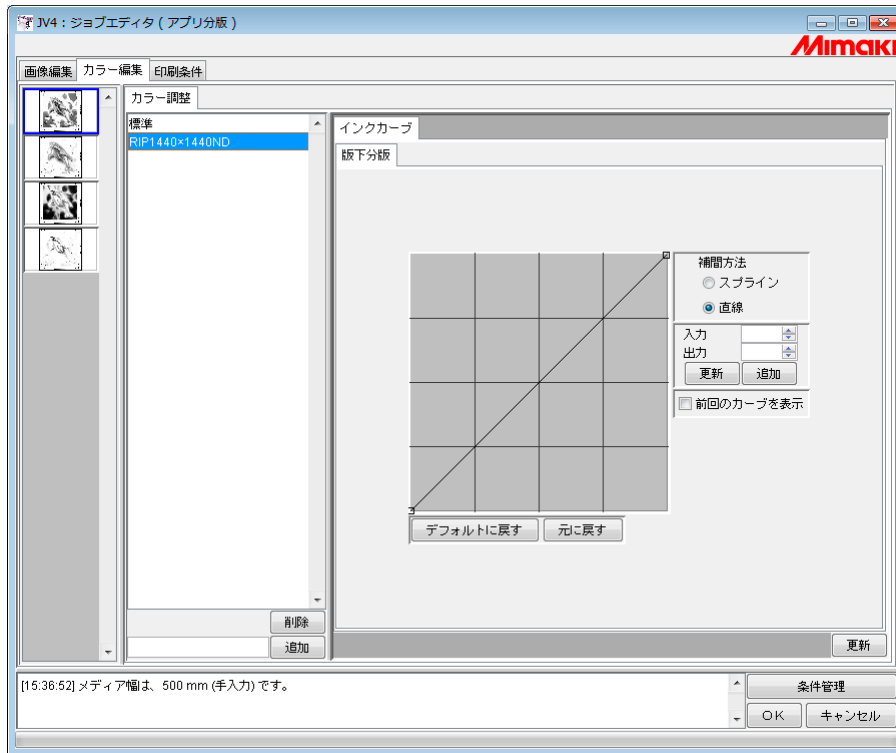 JV4：ジョブエディタ ( アプリ分版 )
Mimaki
画像編集 カラー編集 印刷条件
カラー調整
標準
RIP1440×1440ND
インクカーブ
版下分版
補間方法
スプライン
直線
入力
出力
更新 追加
前回のカーブを表示
デフォルトに戻す 元に戻す
削除
追加
更新
[15:36:52] メディア幅は、500 mm (手入力) です。
条件管理
OK キャンセル